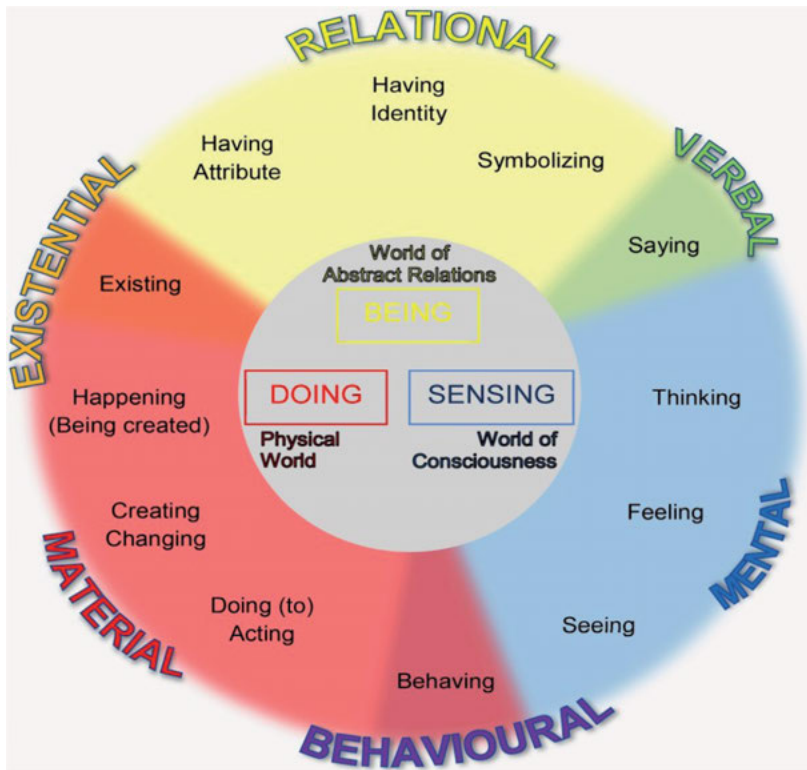 RELATIONAL
Having
Identity
Having
Attribute
Symbolizing
VERBAL
Saying
EXISTENTIAL
Existing
World of
Abstract Relations
BEING
DOING
SENSING
Physical
World
World of
Consciousness
Happening
(Being created)
Thinking
Creating
Changing
Feeling
MENTAL
MATERIAL
Doing (to)
Acting
Seeing
Behaving
BEHAVIOURAL